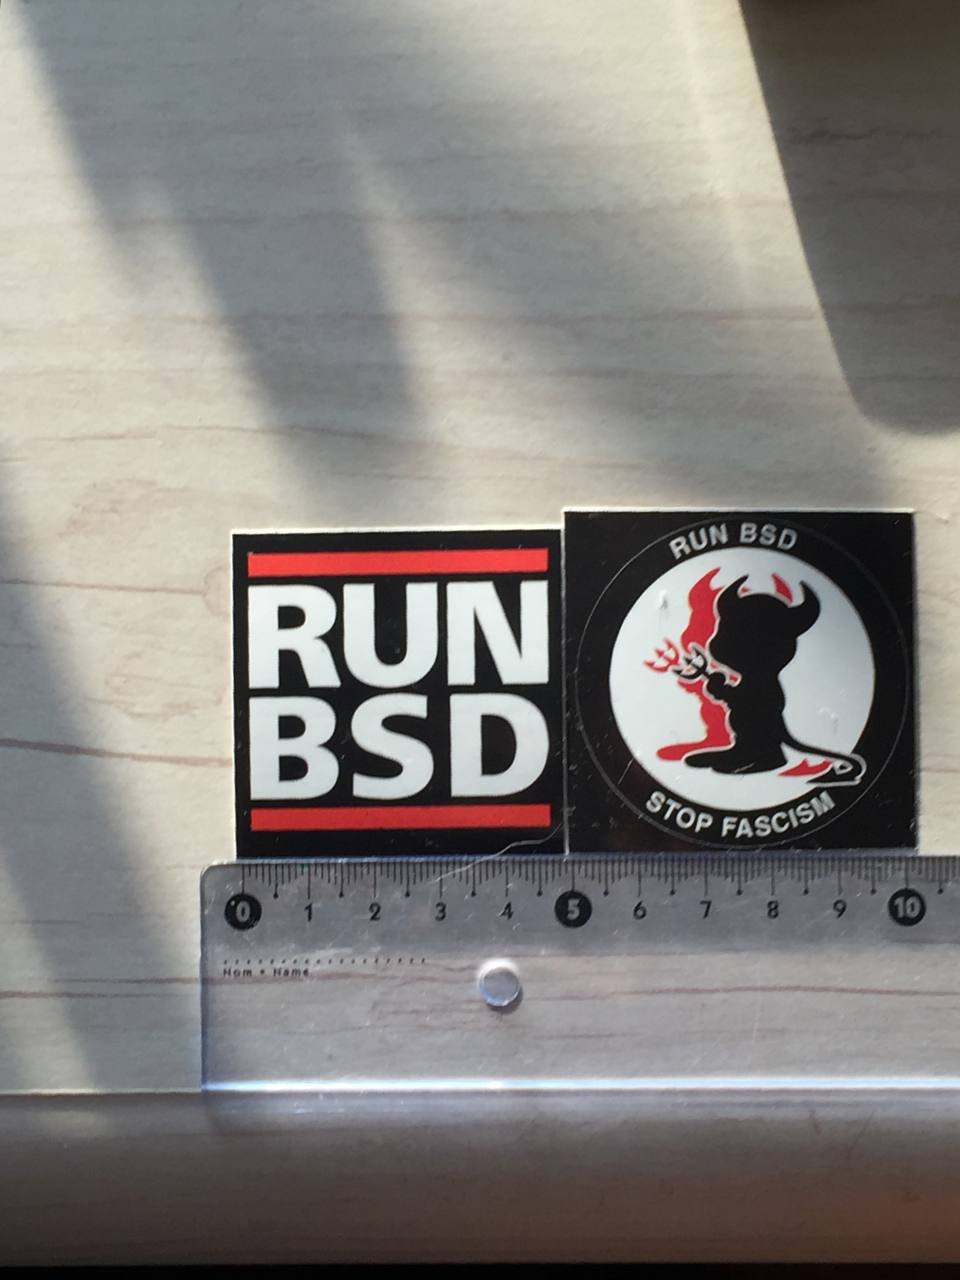 RUN
BSD
RUN BSD
STOP FASCISM
0 1 2 3 4 5 6 7 8 9 10
Nom • Name